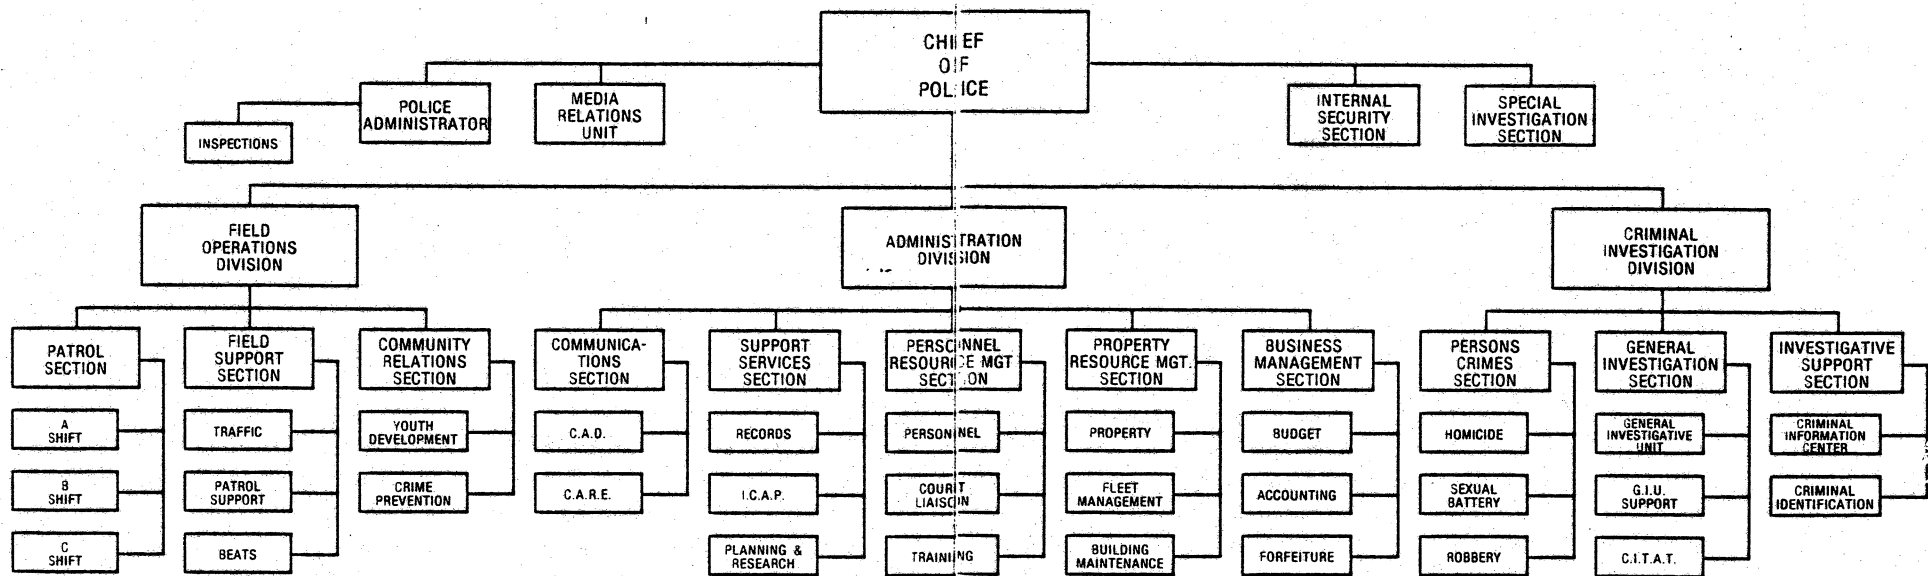 CHIEF
OF
POLICE
POLICE
ADMINISTRATOR
MEDIA
RELATIONS
UNIT
INTERNAL
SECURITY
SECTION
SPECIAL
INVESTIGATION
SECTION
INSPECTIONS
FIELD
OPERATIONS
DIVISION
ADMINISTRATION
DIVISION
CRIMINAL
INVESTIGATION
DIVISION
PATROL
SECTION
FIELD
SUPPORT
SECTION
COMMUNITY
RELATIONS
SECTION
COMMUNICA-
TIONS
SECTION
SUPPORT
SERVICES
SECTION
PERSONNEL
RESOURCE MGT
SECTION
PROPERTY
RESOURCE MGT.
SECTION
BUSINESS
MANAGEMENT
SECTION
PERSONS
CRIMES
SECTION
GENERAL
INVESTIGATION
SECTION
INVESTIGATIVE
SUPPORT
SECTION
A
SHIFT
TRAFFIC
YOUTH
DEVELOPMENT
C.A.D.
RECORDS
PERSONNEL
PROPERTY
BUDGET
HOMICIDE
GENERAL
INVESTIGATIVE
UNIT
CRIMINAL
INFORMATION
CENTER
B
SHIFT
PATROL
SUPPORT
CRIME
PREVENTION
C.A.R.E.
I.C.A.P.
COURT
LIAISON
FLEET
MANAGEMENT
ACCOUNTING
SEXUAL
BATTERY
G.I.U.
SUPPORT
CRIMINAL
IDENTIFICATION
C
SHIFT
BEATS
PLANNING &
RESEARCH
TRAINING
BUILDING
MAINTENANCE
FORFEITURE
ROBBERY
C.I.T.A.T.